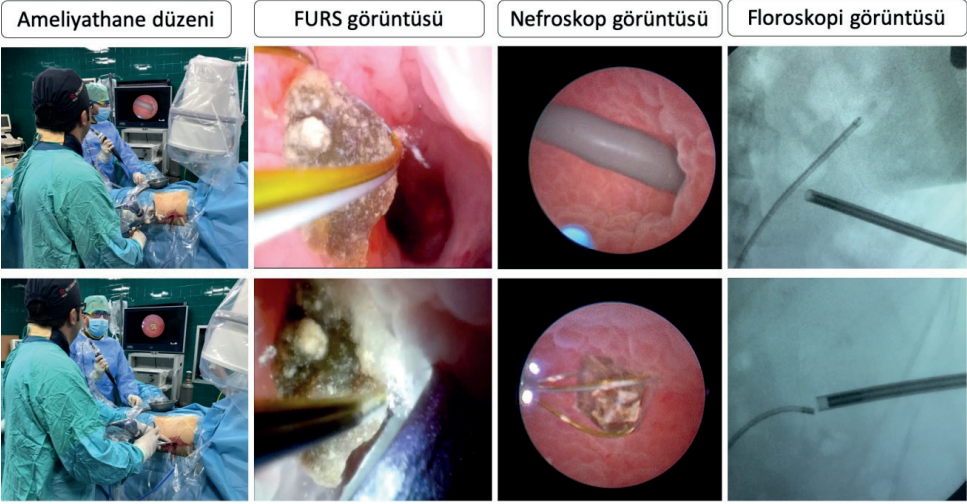 Ameliyathane düzeni
FURS görüntüsü
Nefroskop görüntüsü
Floroskopi görüntüsü